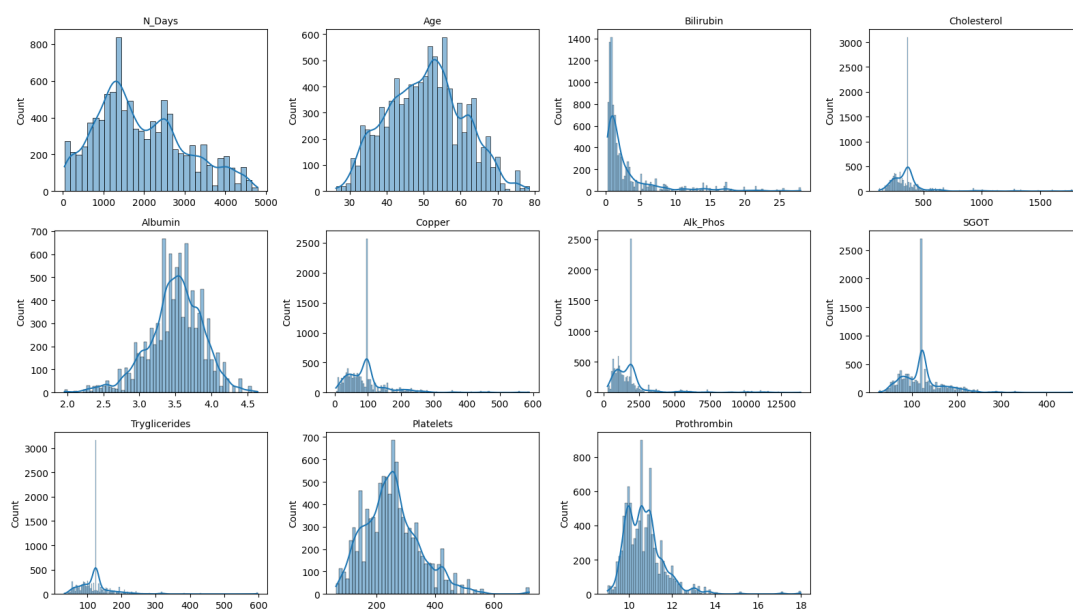 N_Days
Count
800
600
400
200
0
0 1000 2000 3000 4000 5000
Age
Count
600
500
400
300
200
100
0
30 40 50 60 70 80
Bilirubin
Count
1400
1200
1000
800
600
400
200
0
0 5 10 15 20 25
Cholesterol
Count
3000
2500
2000
1500
1000
500
0
500 1000 1500
Albumin
Count
700
600
500
400
300
200
100
0
2.0 2.5 3.0 3.5 4.0 4.5
Copper
Count
2500
2000
1500
1000
500
0
0 100 200 300 400 500 600
Alk_Phos
Count
2500
2000
1500
1000
500
0
0 2500 5000 7500 10000 12500
SGOT
Count
2500
2000
1500
1000
500
0
100 200 300 400
Tryglicerides
Count
3000
2500
2000
1500
1000
500
0
100 200 300 400 500 600
Platelets
Count
700
600
500
400
300
200
100
0
200 400 600
Prothrombin
Count
800
600
400
200
0
10 12 14 16 18